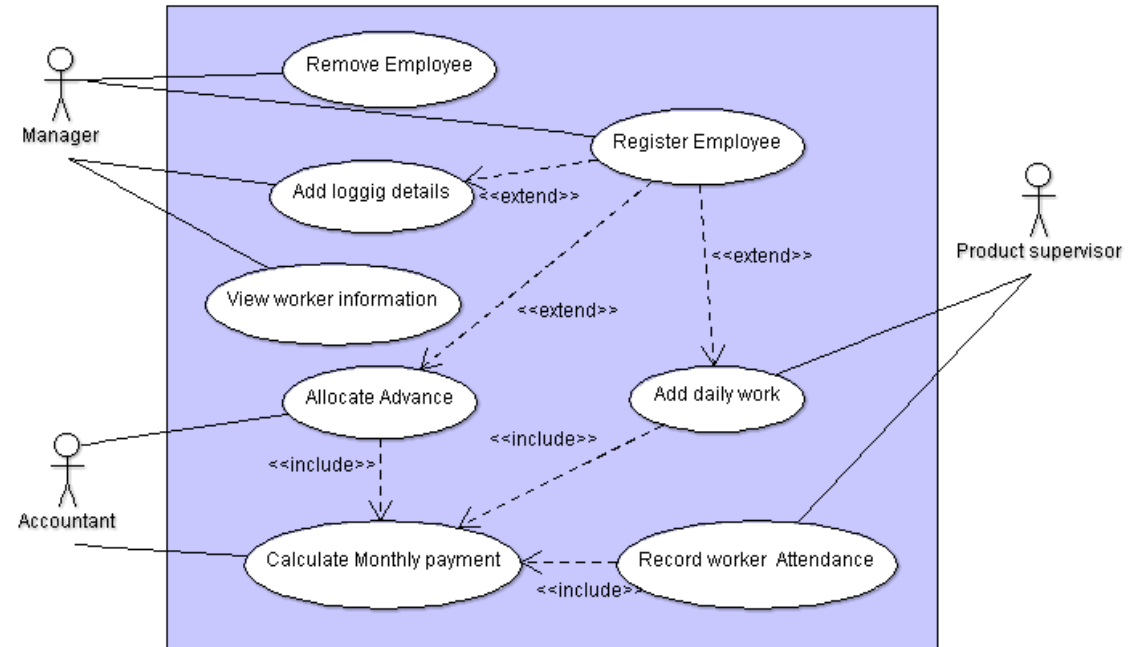 Remove Employee
Manager
Register Employee
Add loggig details
<<extend>>
Product supervisor
<<extend>>
View worker information
<<extend>>
Allocate Advance
Add daily work
<<include>>
<<include>>
Accountant
Calculate Monthly payment
Record worker Attendance
<<include>>